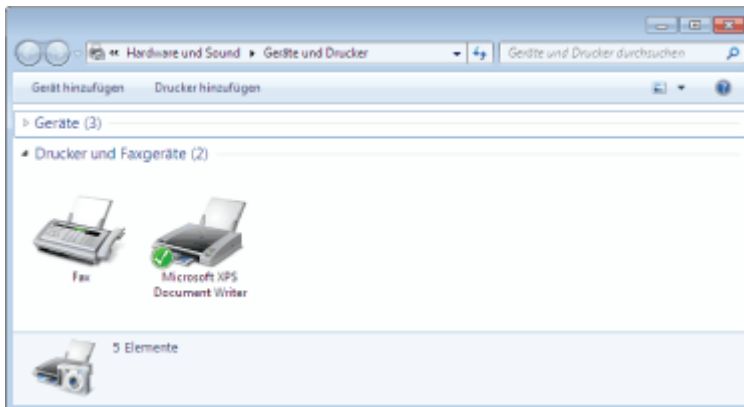 « Hardware und Sound ▸ Geräte und Drucker
Geräte und Drucker durchsuchen
Gerät hinzufügen Drucker hinzufügen
Geräte (3)
Drucker und Faxgeräte (2)
Fax
Microsoft XPS
Document Writer
5 Elemente